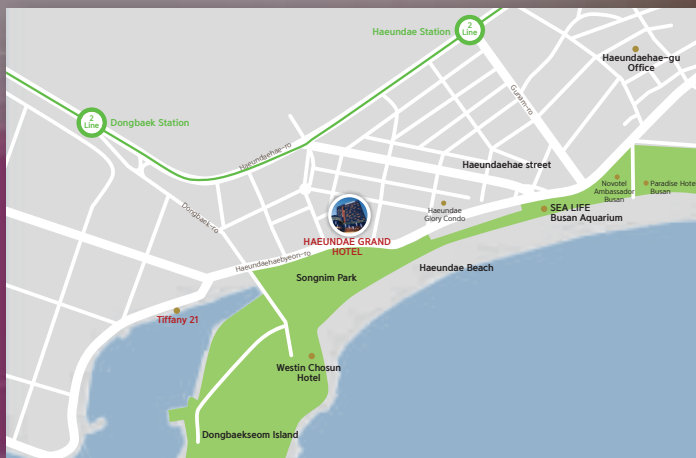 2
Line
Haeundae Station
Haeundaehae-gu
Office
2
Line
Dongbaek Station
Gunam-ro
Haeundaehae-ro
Haeundaehae street
Novotel
Ambassador
Busan
Paradise Hote
Busan
Dongbaek-ro
Haeundae
Glory Condo
SEA LIFE
Busan Aquarium
HAEUNDAE GRAND
HOTEL
Haeundaehaebyeon-ro
Haeundae Beach
Songnim Park
Tiffany 21
Westin Chosun
Hotel
Dongbaekseom Island